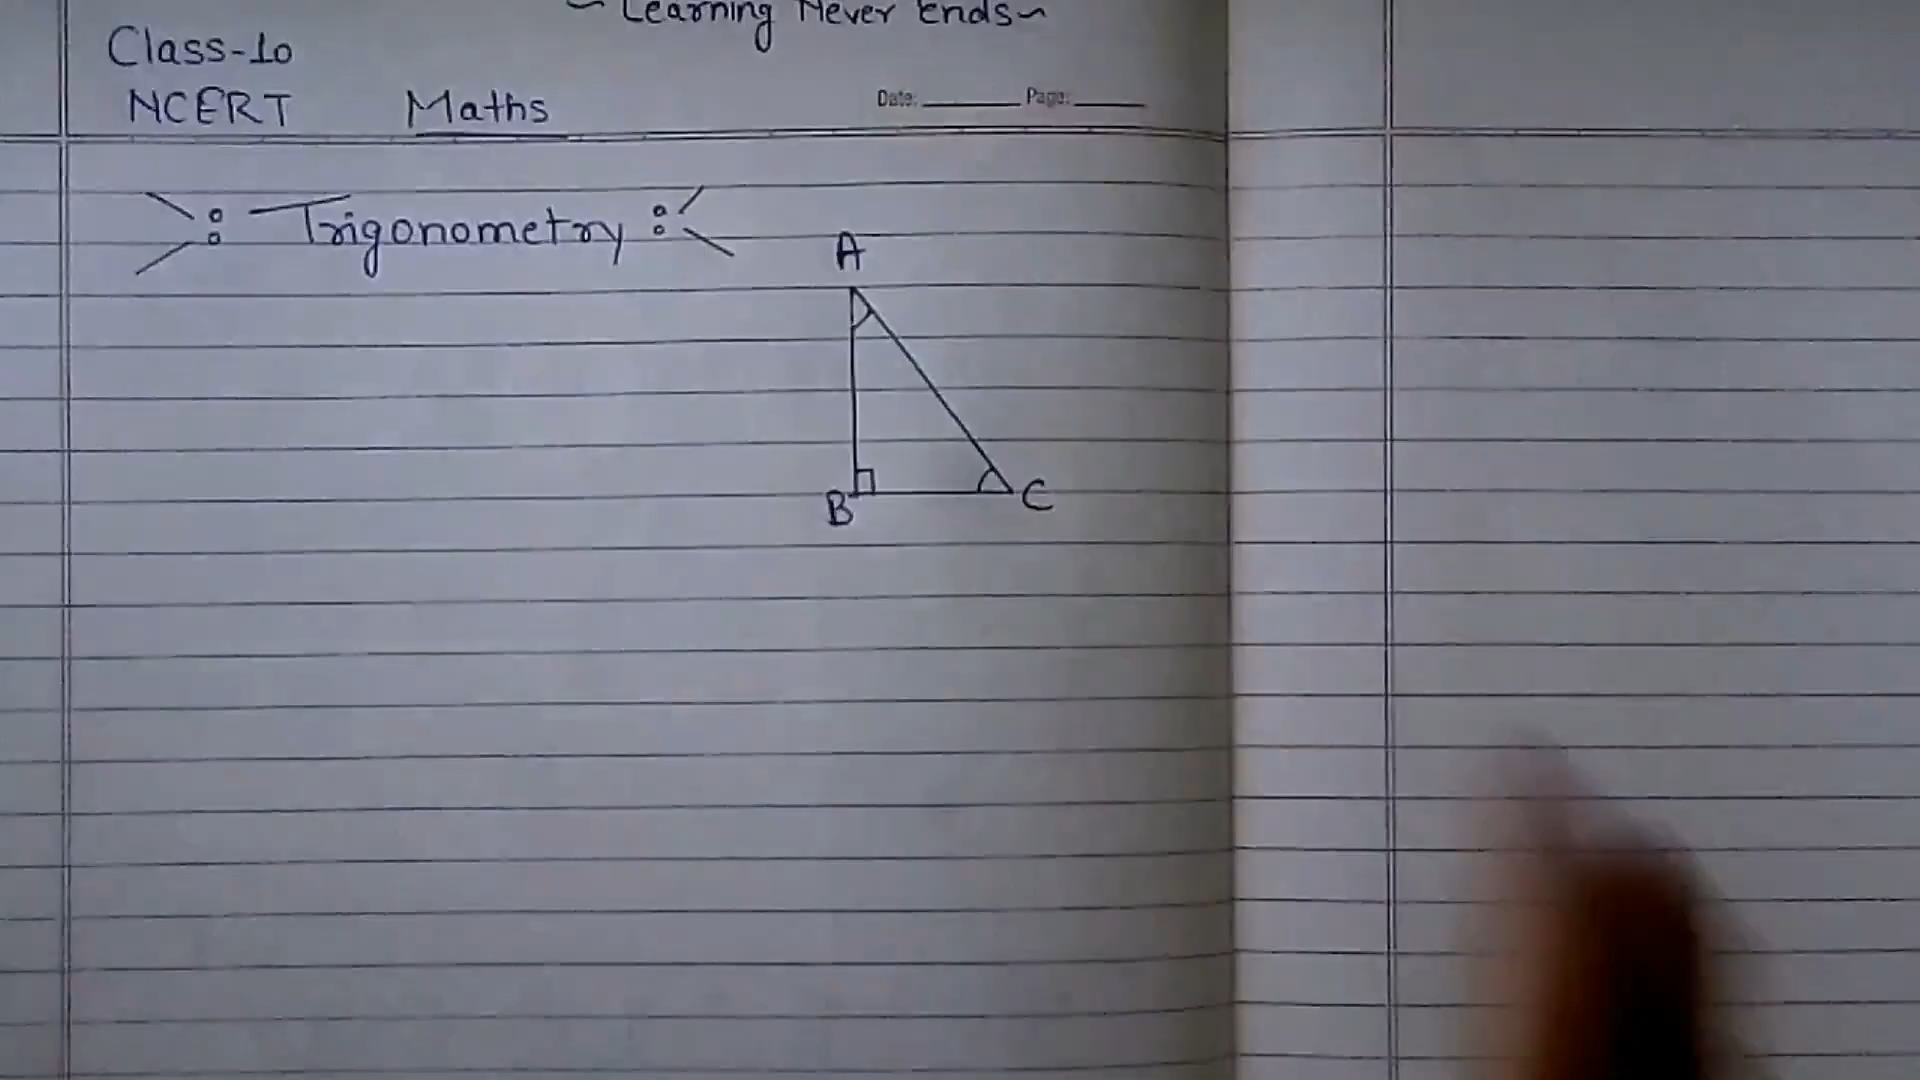 ~ Learning Never Ends ~
Class-10
NCERT Maths
Date: Page:
Trigonometry
A
B
C